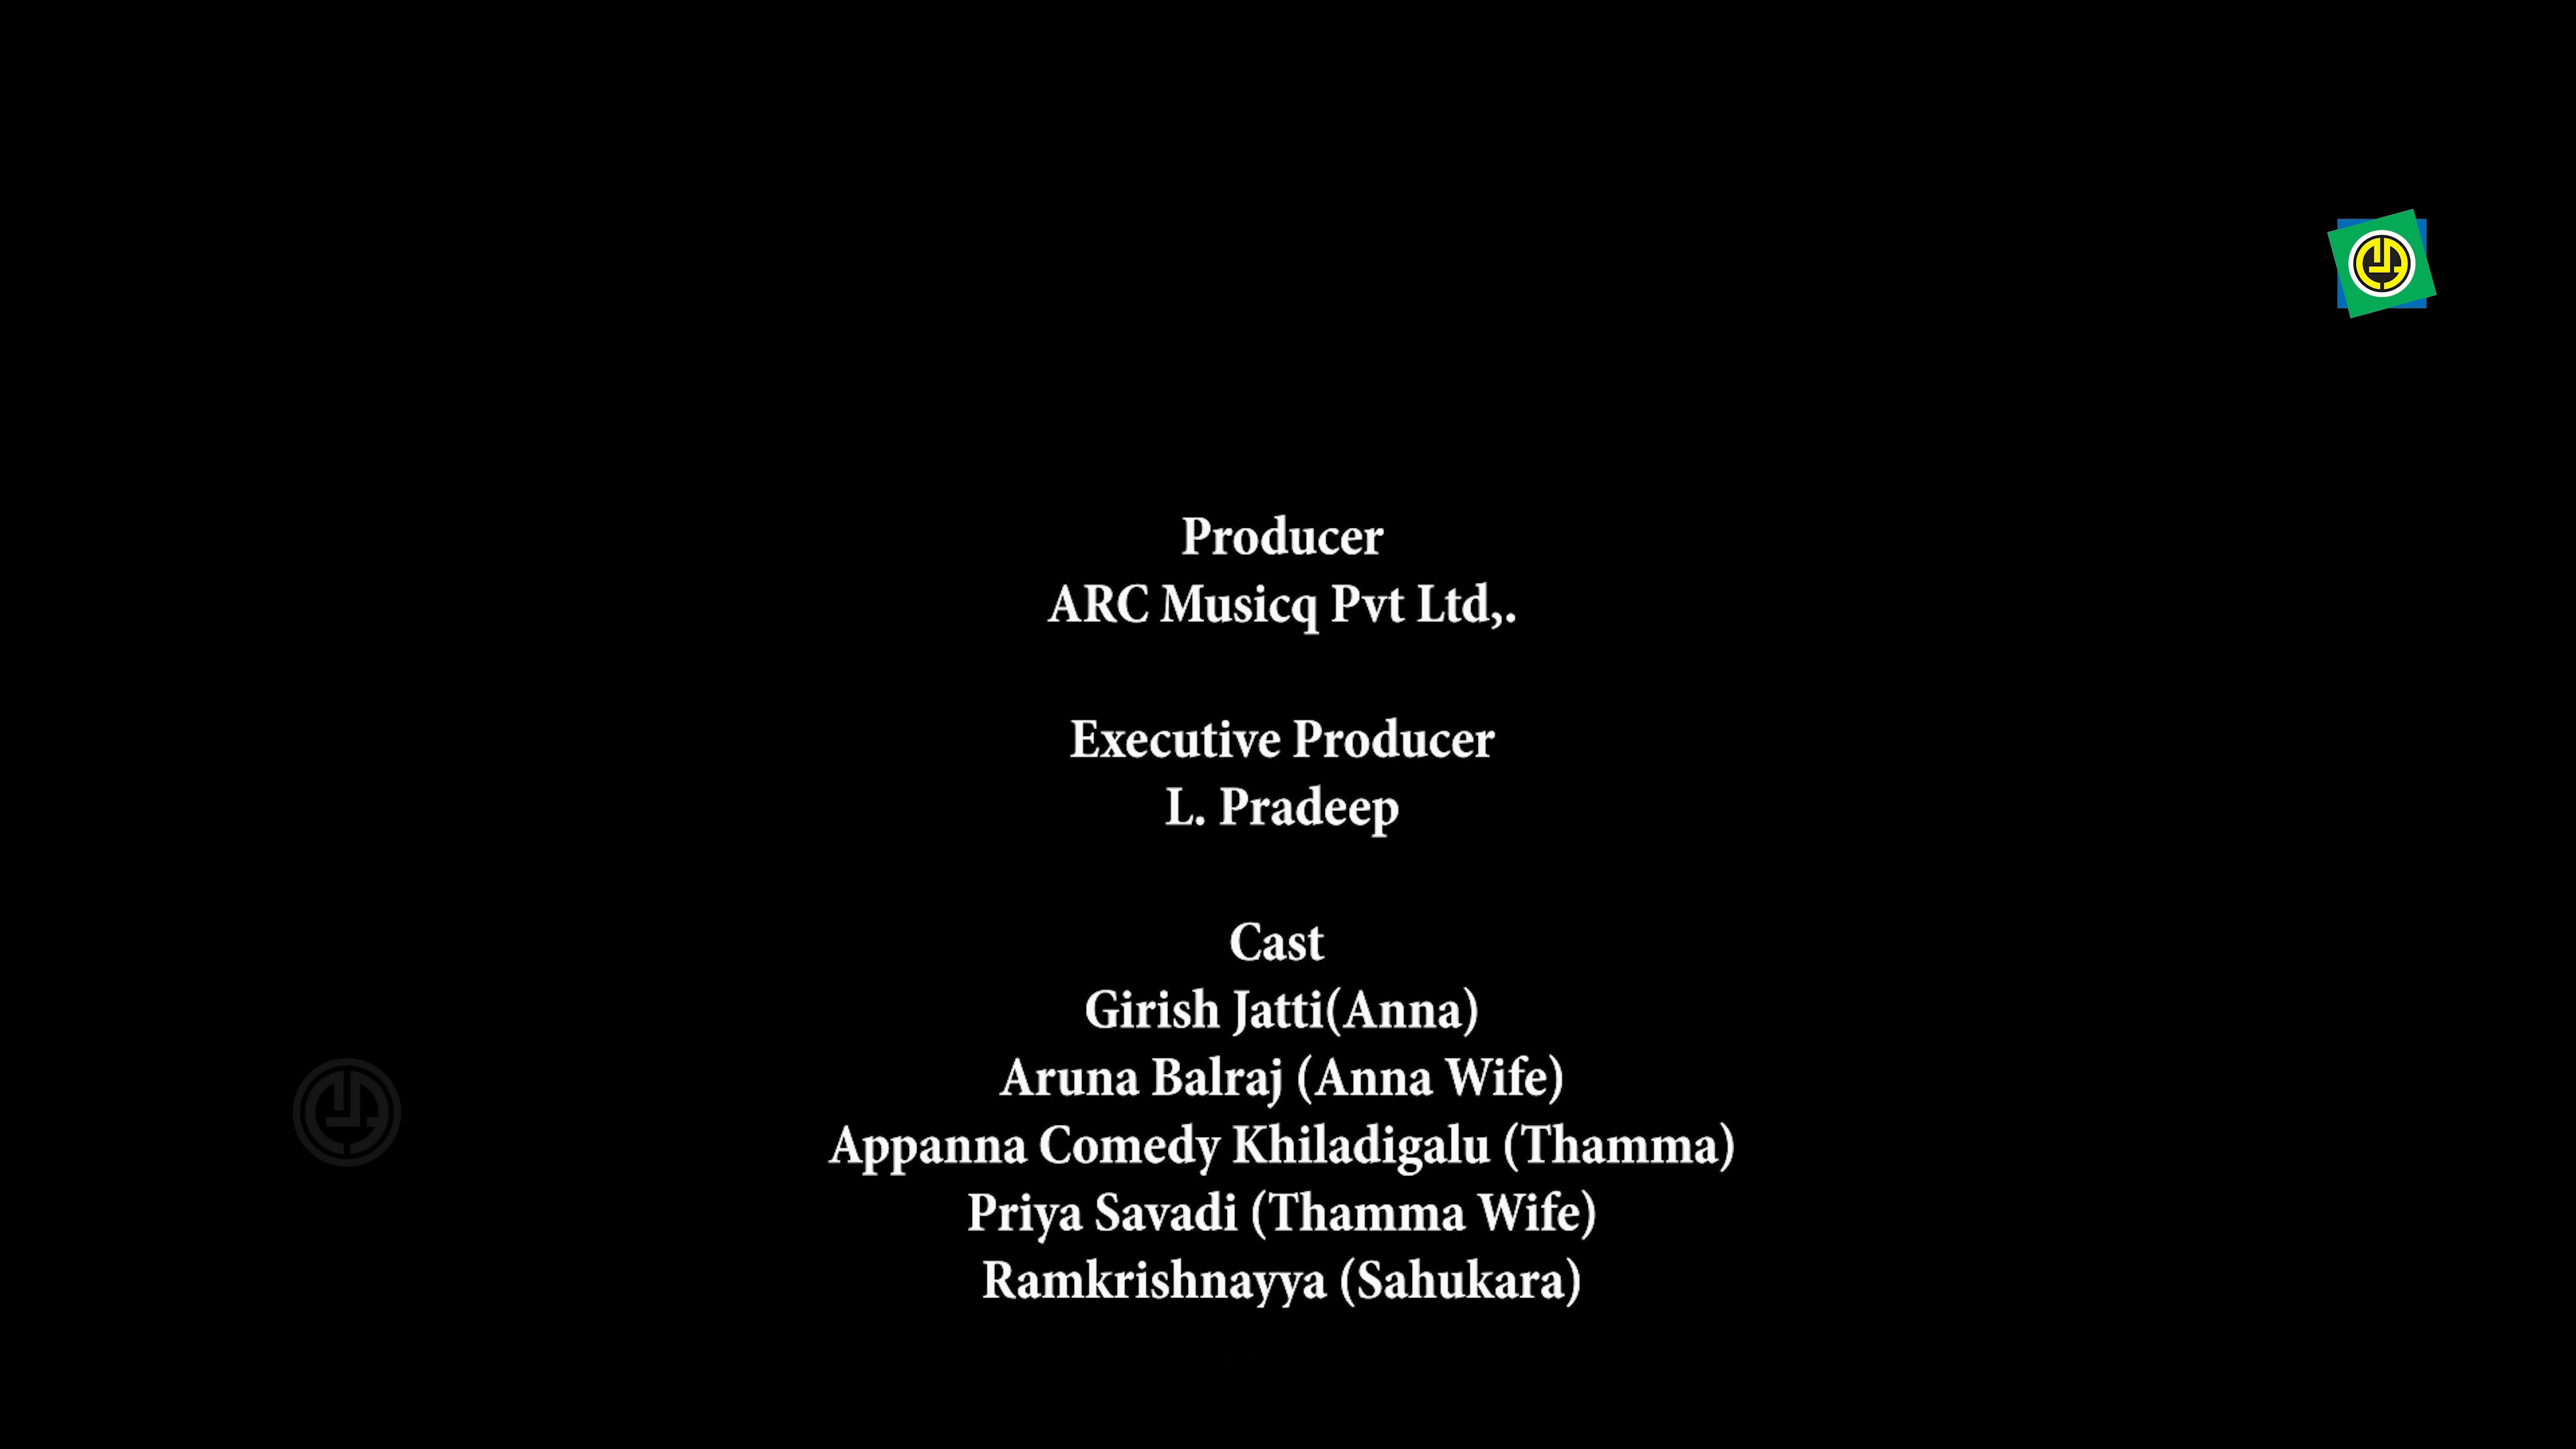 Producer
ARC Musicq Pvt Ltd,.
Executive Producer
L. Pradeep
Cast
Girish Jatti(Anna)
Aruna Balraj (Anna Wife)
Appanna Comedy Khiladigalu (Thamma)
Priya Savadi (Thamma Wife)
Ramkrishnayya (Sahukara)